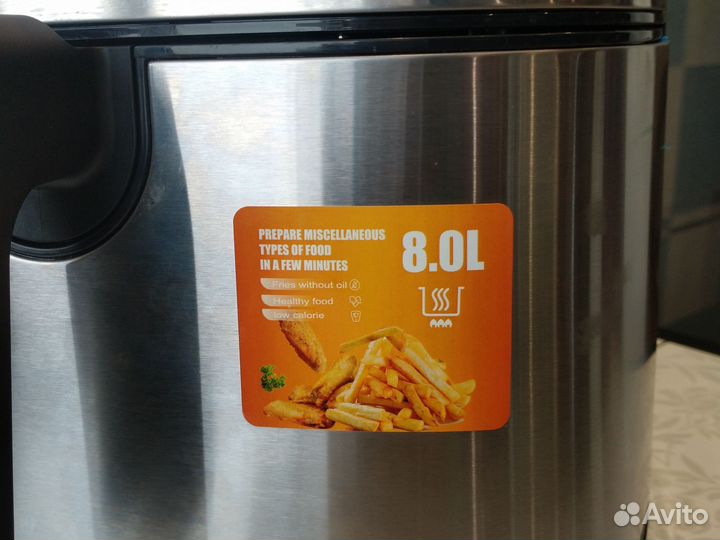 PREPARE MISCELLANEOUS
TYPES OF FOOD
IN A FEW MINUTES
8.0L
Fries without oil
Healthy food
low calorie
Avito